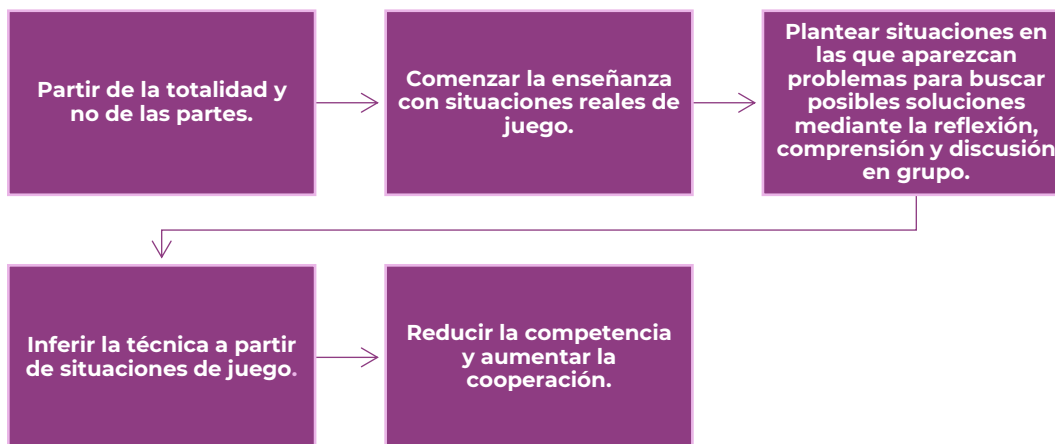 Partir de la totalidad y
no de las partes.
Comenzar la enseñanza
con situaciones reales de
juego.
Plantear situaciones en
las que aparezcan
problemas para buscar
posibles soluciones
mediante la reflexión,
comprensión y discusión
en grupo.
Inferir la técnica a partir
de situaciones de juego.
Reducir la competencia
y aumentar la
cooperación.